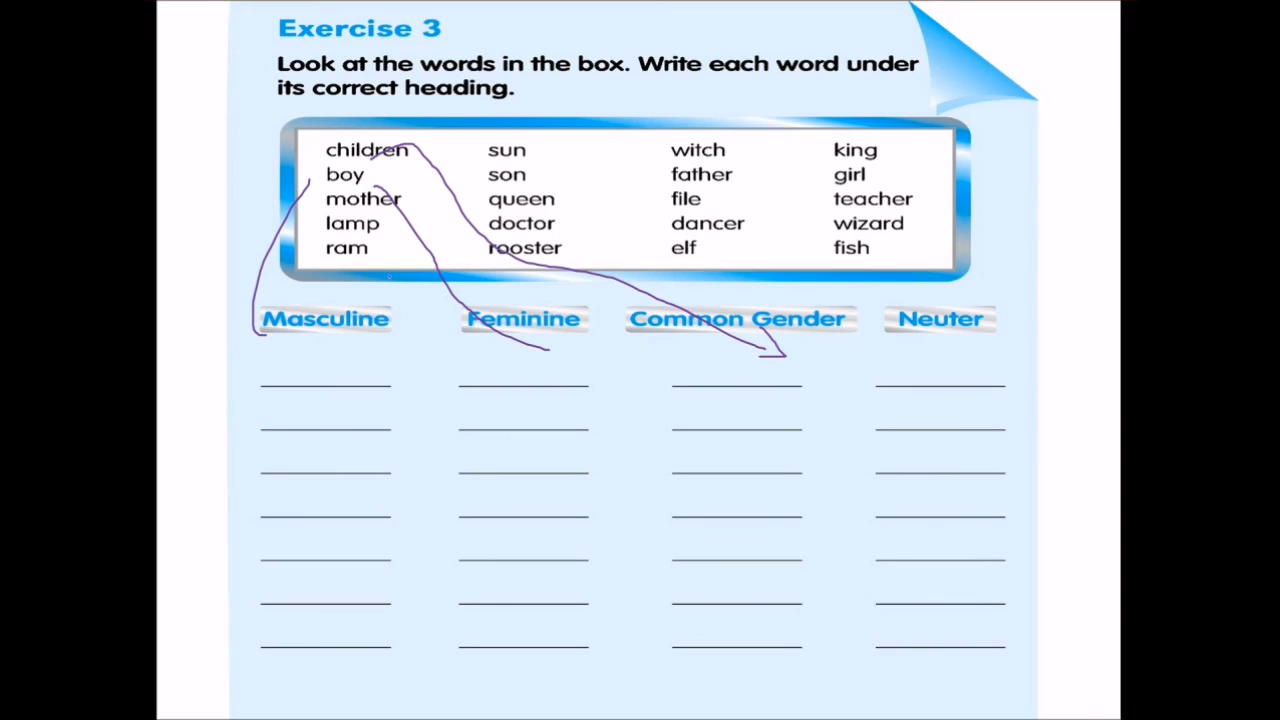 Exercise 3
Look at the words in the box. Write each word under
its correct heading.
children sun witch king
boy son father girl
mother queen file teacher
lamp doctor dancer wizard
ram rooster elf fish
Masculine Feminine Common Gender Neuter